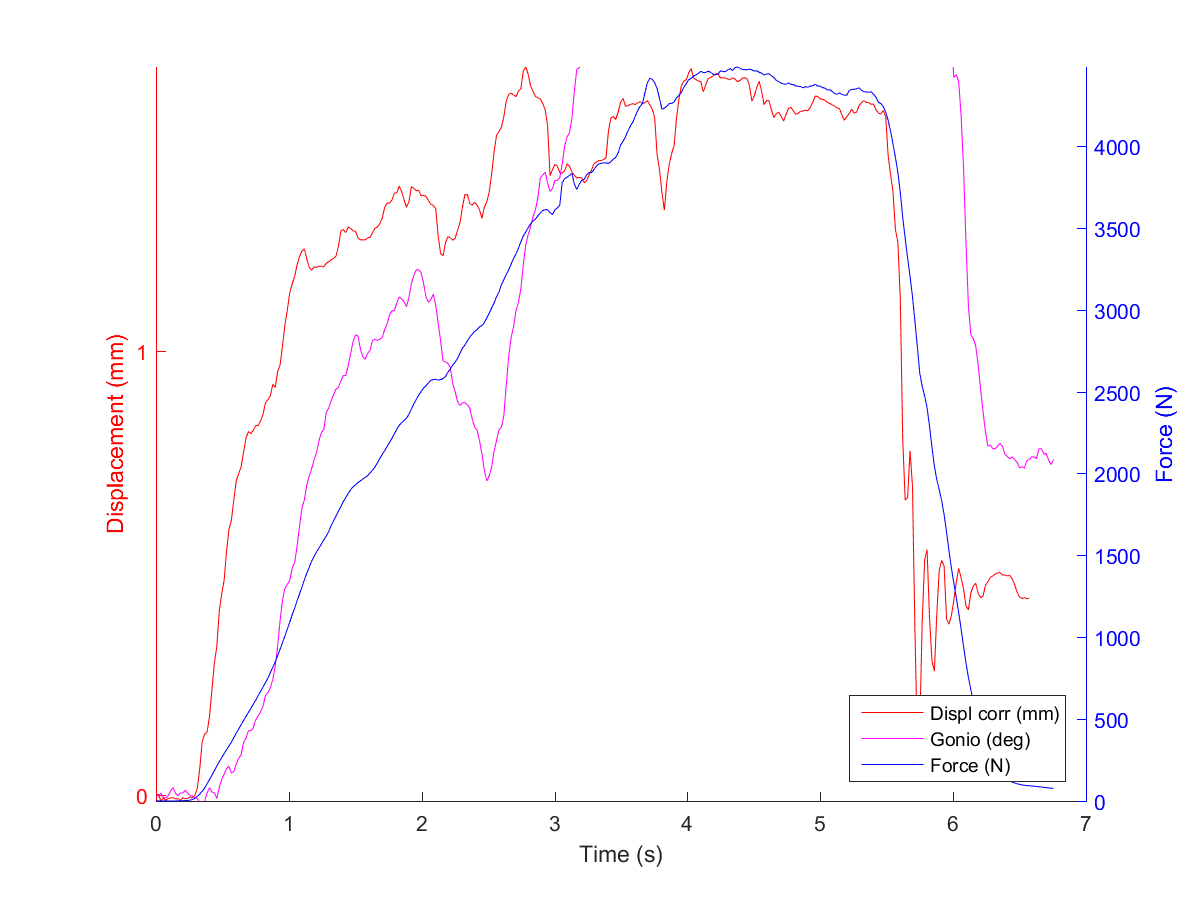 Displacement (mm)
1
0
4000
3500
3000
2500
2000
1500
1000
500
0
Force (N)
Displ corr (mm)
Gonio (deg)
Force (N)
0 1 2 3 4 5 6 7
Time (s)